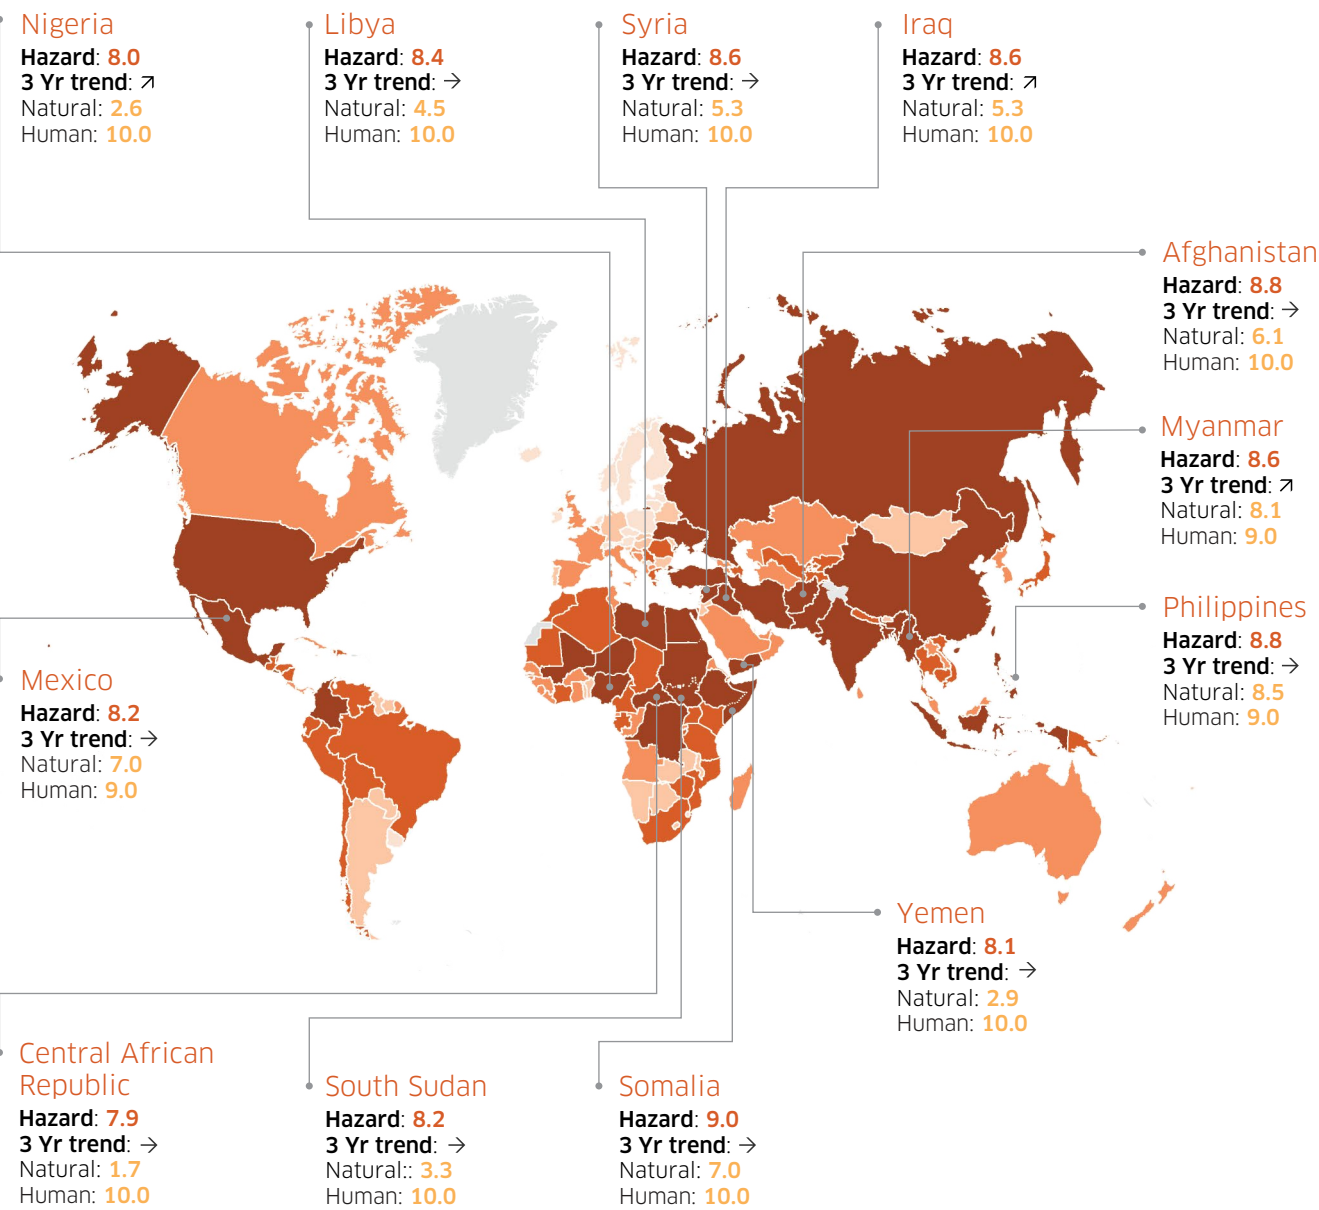 Nigeria
Hazard: 8.0
3 Yr trend: ↗
Natural: 2.6
Human: 10.0
Libya
Hazard: 8.4
3 Yr trend: →
Natural: 4.5
Human: 10.0
Syria
Hazard: 8.6
3 Yr trend: →
Natural: 5.3
Human: 10.0
Iraq
Hazard: 8.6
3 Yr trend: ↗
Natural: 5.3
Human: 10.0
Afghanistan
Hazard: 8.8
3 Yr trend: →
Natural: 6.1
Human: 10.0
Myanmar
Hazard: 8.6
3 Yr trend: ↗
Natural: 8.1
Human: 9.0
Philippines
Hazard: 8.8
3 Yr trend: →
Natural: 8.5
Human: 9.0
Mexico
Hazard: 8.2
3 Yr trend: →
Natural: 7.0
Human: 9.0
Yemen
Hazard: 8.1
3 Yr trend: →
Natural: 2.9
Human: 10.0
Central African
Republic
Hazard: 7.9
3 Yr trend: →
Natural: 1.7
Human: 10.0
South Sudan
Hazard: 8.2
3 Yr trend: →
Natural:: 3.3
Human: 10.0
Somalia
Hazard: 9.0
3 Yr trend: →
Natural: 7.0
Human: 10.0